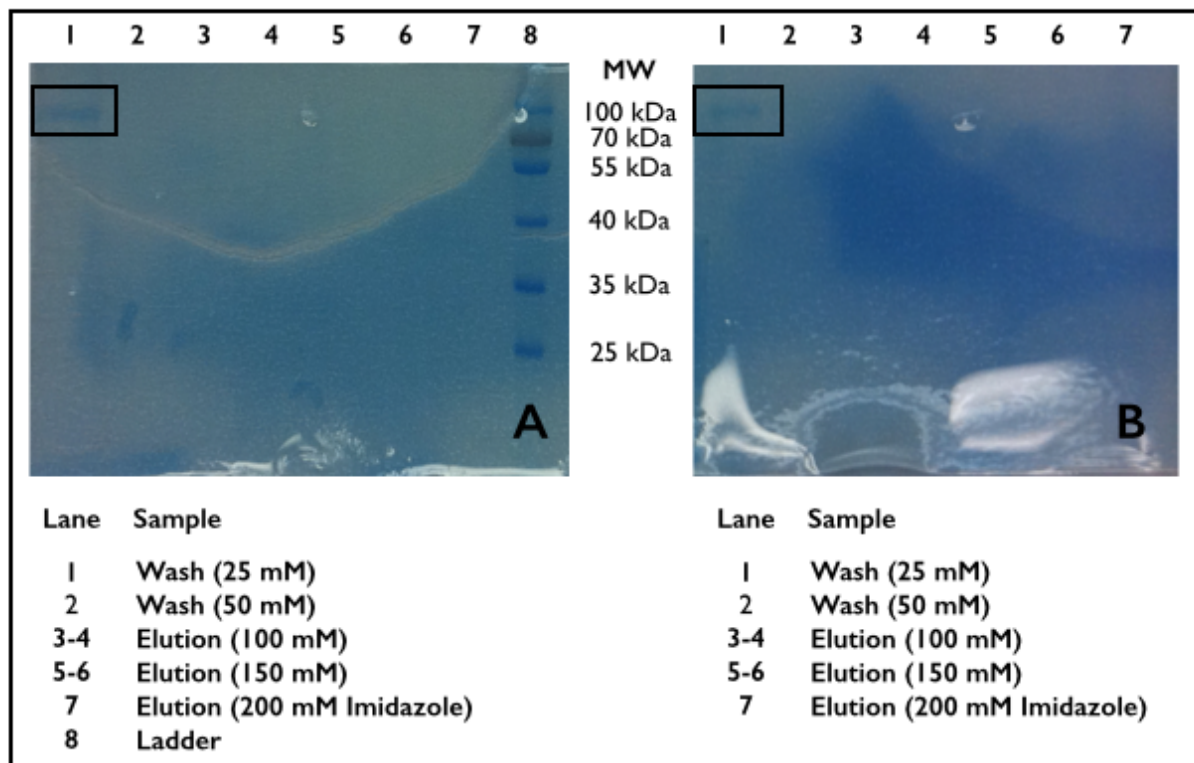 1 2 3 4 5 6 7 8
1 2 3 4 5 6 7
MW
100 kDa
70 kDa
55 kDa
40 kDa
35 kDa
25 kDa
A
B
Lane Sample
1 Wash (25 mM)
2 Wash (50 mM)
3-4 Elution (100 mM)
5-6 Elution (150 mM)
7 Elution (200 mM Imidazole)
8 Ladder
Lane Sample
1 Wash (25 mM)
2 Wash (50 mM)
3-4 Elution (100 mM)
5-6 Elution (150 mM)
7 Elution (200 mM Imidazole)